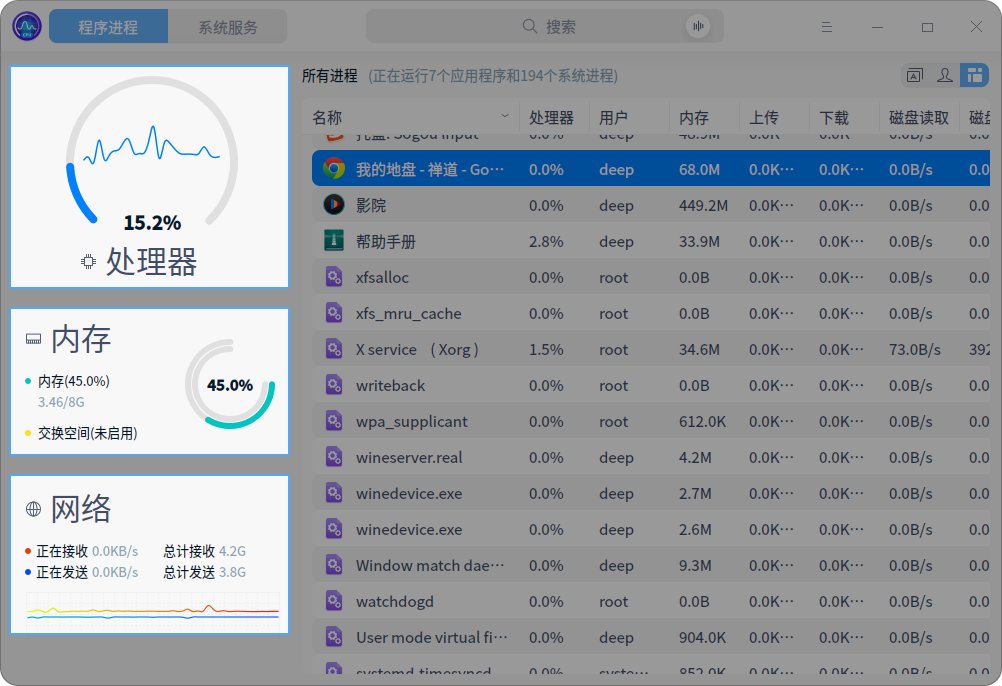 程序进程 系统服务 搜索
所有进程 (正在运行7个应用程序和194个系统进程)
15.2%
处理器
内存
内存(45.0%)
3.46/8G
交换空间(未启用)
45.0%
网络
正在接收 0.0KB/s 总计接收 4.2G
正在发送 0.0KB/s 总计发送 3.8G
名称 处理器 用户 内存 上传 下载 磁盘读取 磁盘
托盘: Sogou Input 0.0% deep 48.9M 0.0K 0.0K 0.0B/s 0.0
我的地盘 - 禅道 - Go⋯ 0.0% deep 68.0M 0.0K⋯ 0.0K⋯ 0.0B/s 0.0
影院 0.0% deep 449.2M 0.0K⋯ 0.0K⋯ 0.0B/s 0.0
帮助手册 2.8% deep 33.9M 0.0K⋯ 0.0K⋯ 0.0B/s 0.0
xfsalloc 0.0% root 0.0B 0.0K⋯ 0.0K⋯ 0.0B/s 0.0
xfs_mru_cache 0.0% root 0.0B 0.0K⋯ 0.0K⋯ 0.0B/s 0.0
X service （Xorg） 1.5% root 34.6M 0.0K⋯ 0.0K⋯ 73.0B/s 392
writeback 0.0% root 0.0B 0.0K⋯ 0.0K⋯ 0.0B/s 0.0
wpa_supplicant 0.0% root 612.0K 0.0K⋯ 0.0K⋯ 0.0B/s 0.0
wineserver.real 0.0% deep 4.2M 0.0K⋯ 0.0K⋯ 0.0B/s 0.0
winedevice.exe 0.0% deep 2.7M 0.0K⋯ 0.0K⋯ 0.0B/s 0.0
winedevice.exe 0.0% deep 2.6M 0.0K⋯ 0.0K⋯ 0.0B/s 0.0
Window match dae⋯ 0.0% deep 9.3M 0.0K⋯ 0.0K⋯ 0.0B/s 0.0
watchdogd 0.0% root 0.0B 0.0K⋯ 0.0K⋯ 0.0B/s 0.0
User mode virtual fi⋯ 0.0% deep 904.0K 0.0K⋯ 0.0K⋯ 0.0B/s 0.0
systemd-timesyncd 0.0% syste⋯ 852.0K 0.0K⋯ 0.0K⋯ 0.0B/s 0.0